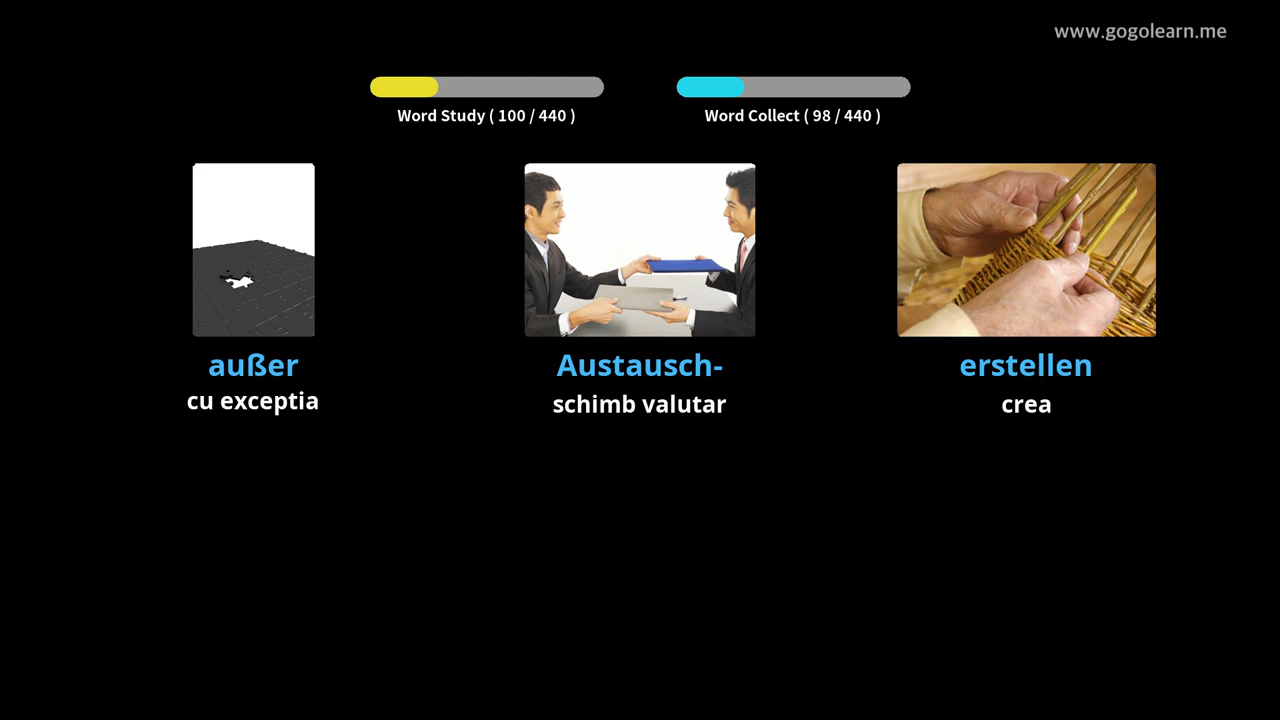 www.gogolearn.me
Word Study ( 100 / 440 )
Word Collect ( 98 / 440 )
außer
cu exceptia
Austausch-
schimb valutar
erstellen
crea